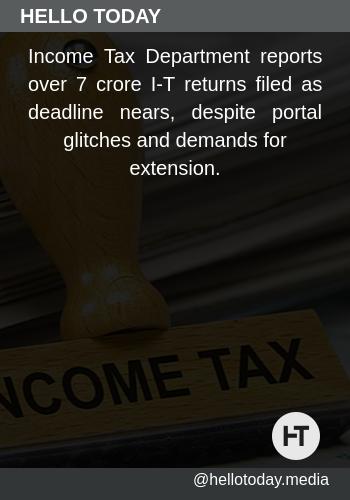 HELLO TODAY
Income Tax Department reports
over 7 crore I-T returns filed as
deadline nears, despite portal
glitches and demands for
extension.
INCOME TAX
HT
@hellotoday.media